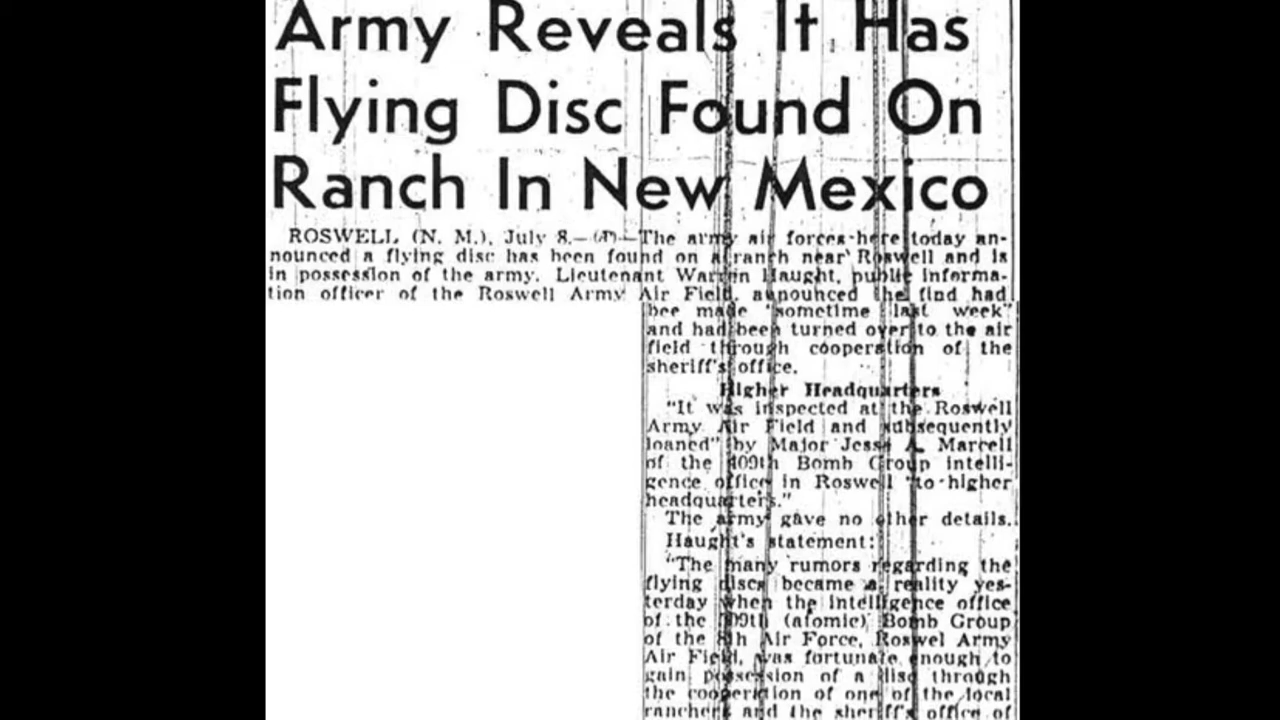 Army Reveals It Has
Flying Disc Found On
Ranch In New Mexico
ROSWELL (N. M.), July 8.—(AP)—The army air forces here today an-
nounced a flying disc has been found on a ranch near Roswell and is
in possession of the army. Lieutenant Warren Haught, public informa-
tion officer of the Roswell Army Air Field, announced the find had
bee made "sometime last week"
and had been turned over to the air
field through cooperation of the
sheriff's office.
Higher Headquarters
"It was inspected at the Roswell
Army Air Field and subsequently
loaned" by Major Jesse A. Marcell
of the 509th Bomb Group intelli-
gence office in Roswell "to higher
headquarters."
The army gave no other details.
Haught's statement:
"The many rumors regarding the
flying discs became a reality yes-
terday when the intelligence office
of the 509th (atomic) Bomb Group
of the 8th Air Force, Roswel Army
Air Field, was fortunate enough to
gain possession of a disc through
the cooperation of one of the local
ranchers and the sheriff's office of